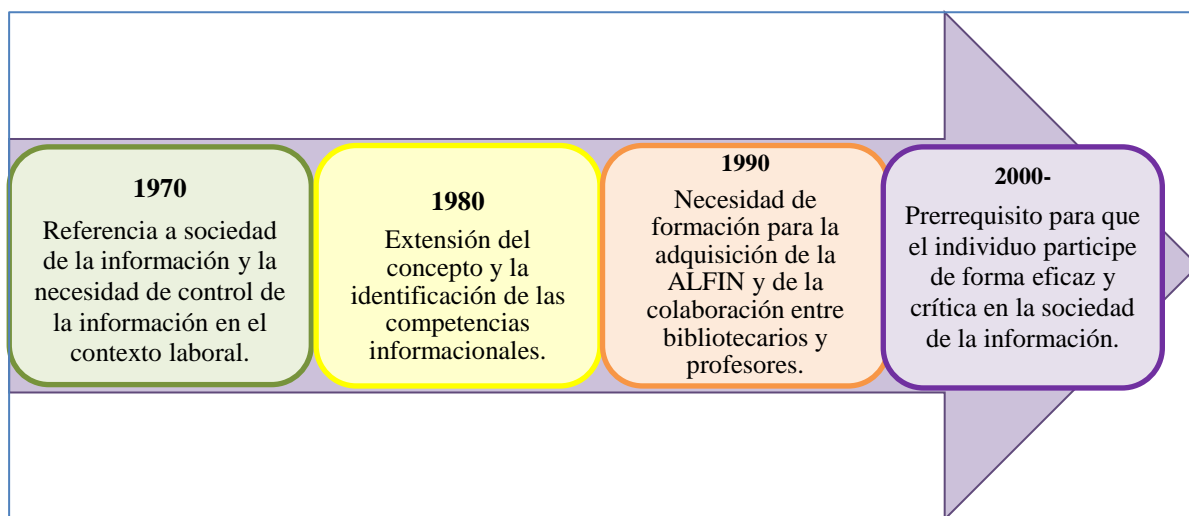 1970
Referencia a sociedad
de la información y la
necesidad de control de
la información en el
contexto laboral.
1980
Extensión del
concepto y la
identificación de las
competencias
informacionales.
1990
Necesidad de
formación para la
adquisición de la
ALFIN y de la
colaboración entre
bibliotecarios y
profesores.
2000-
Prerrequisito para que
el individuo participe
de forma eficaz y
crítica en la sociedad
de la información.